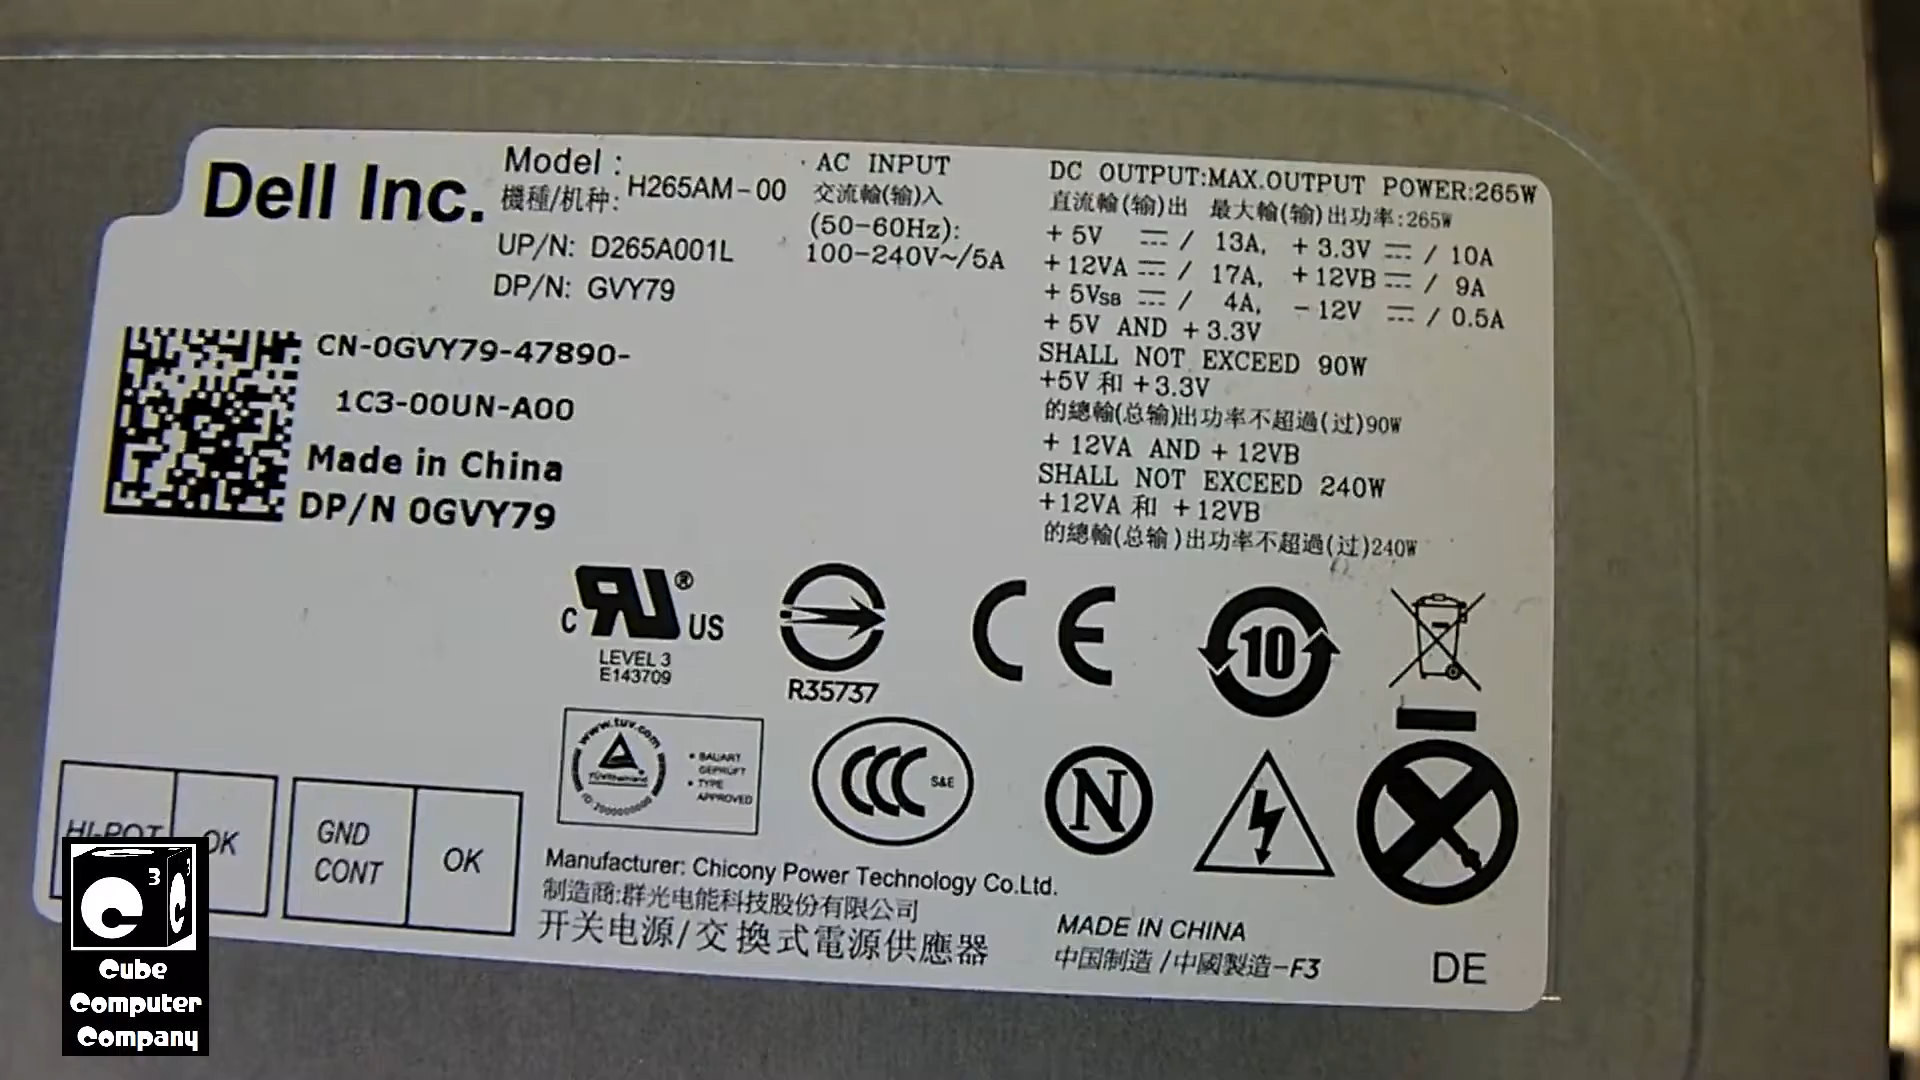 Dell Inc.
Model :
機種/机种: H265AM-00
UP/N: D265A001L
DP/N: GVY79
AC INPUT
交流輸(输)入
(50-60Hz):
100-240V~/5A
DC OUTPUT:MAX.OUTPUT POWER:265W
直流輸(输)出 最大輸(输)出功率:265W
+5V ⎓ / 13A, +3.3V ⎓ / 10A
+12VA ⎓ / 17A, +12VB ⎓ / 9A
+5VSB ⎓ / 4A, -12V ⎓ / 0.5A
+5V AND +3.3V
SHALL NOT EXCEED 90W
+5V 和 +3.3V
的總輸(总输)出功率不超過(过)90W
+12VA AND +12VB
SHALL NOT EXCEED 240W
+12VA 和 +12VB
的總輸(总输)出功率不超過(过)240W
CN-0GVY79-47890-
1C3-00UN-A00
Made in China
DP/N 0GVY79
C UR ® US
LEVEL 3
E143709
R35737
CE
10
www.tuv.com
TÜVRheinland
ID: 2000000000
• BAUART
GEPRÜFT
• TYPE
APPROVED
CCC S&E
N
HI-POT OK
GND
CONT
OK
Manufacturer: Chicony Power Technology Co.Ltd.
制造商:群光电能科技股份有限公司
开关电源/交換式電源供應器
MADE IN CHINA
中国制造/中國製造-F3
DE
C3
C3
Cube
Computer
Company